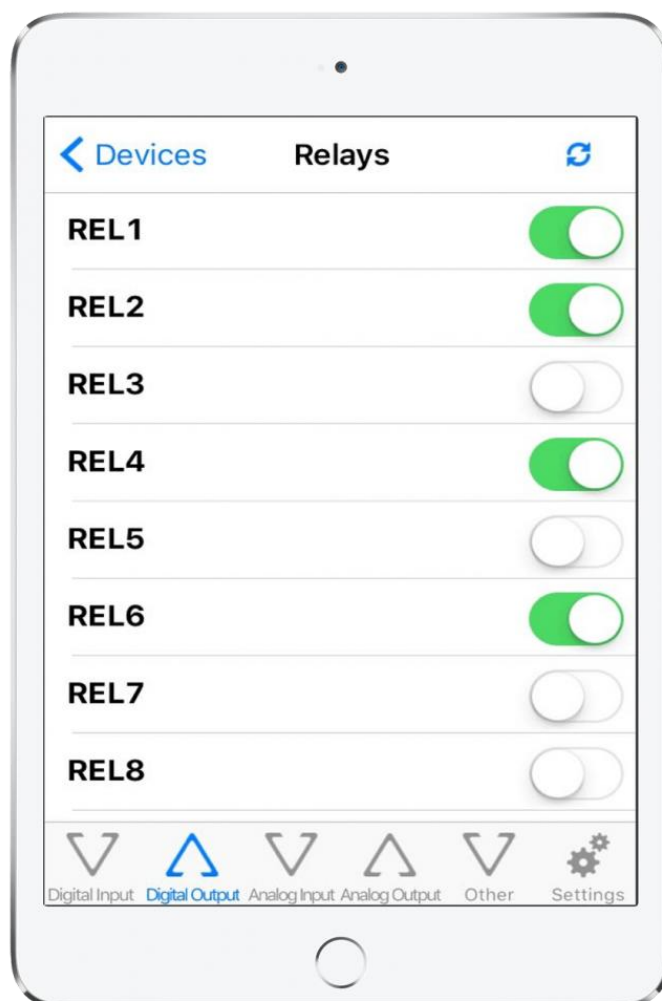 Devices Relays
REL1
REL2
REL3
REL4
REL5
REL6
REL7
REL8
Digital Input Digital Output Analog Input Analog Output Other Settings